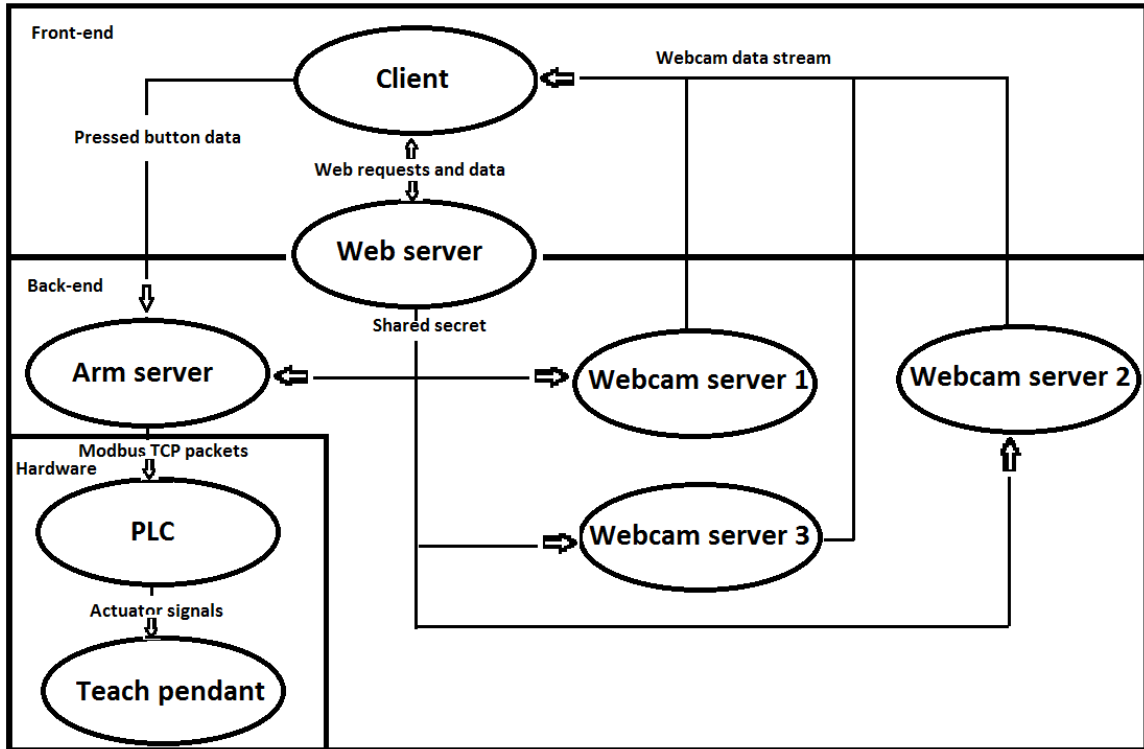 Front-end
Client
Webcam data stream
Pressed button data
Web requests and data
Web server
Back-end
Shared secret
Arm server
Webcam server 1
Webcam server 2
Modbus TCP packets
Hardware
PLC
Webcam server 3
Actuator signals
Teach pendant